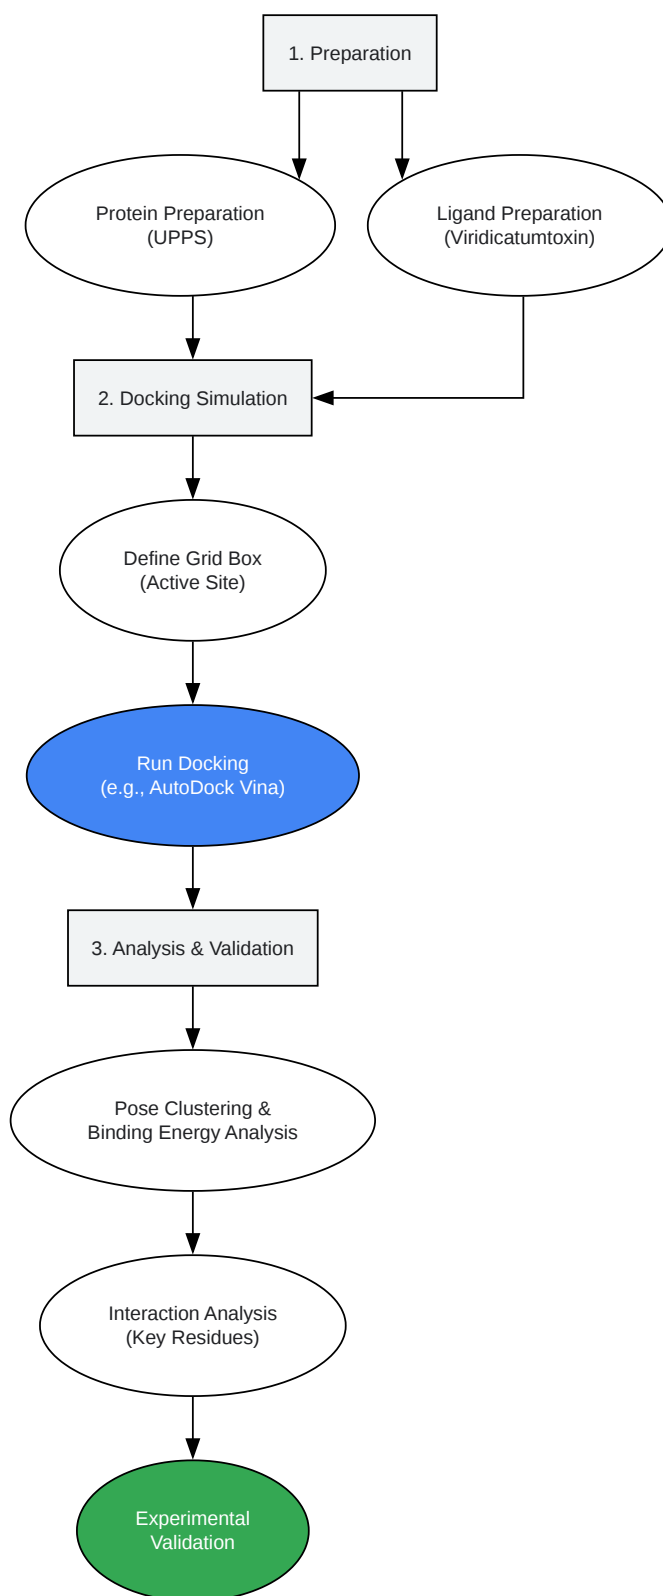 1. Preparation
Protein Preparation
(UPPS)
Ligand Preparation
(Viridicatumtoxin)
2. Docking Simulation
Define Grid Box
(Active Site)
Run Docking
(e.g., AutoDock Vina)
3. Analysis & Validation
Pose Clustering &
Binding Energy Analysis
Interaction Analysis
(Key Residues)
Experimental
Validation